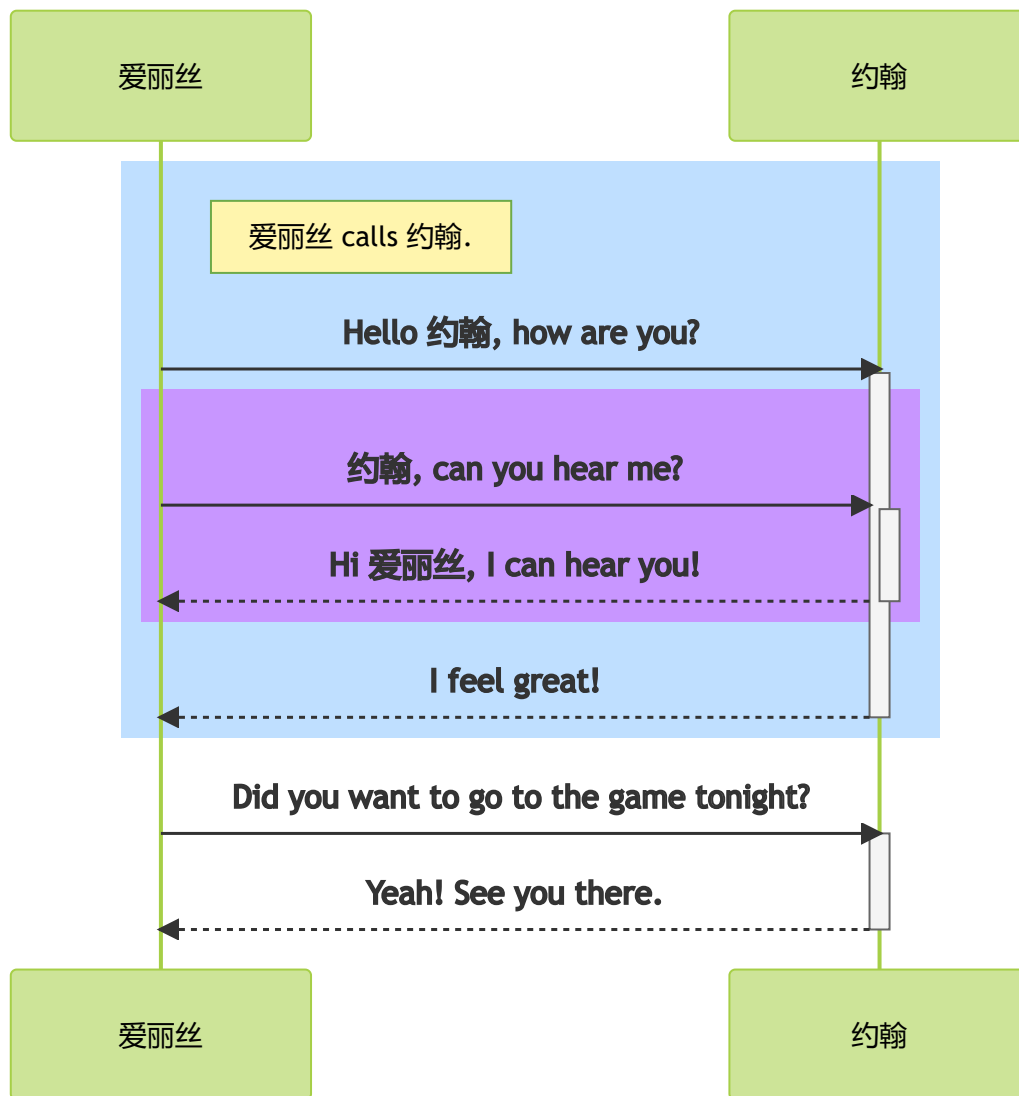 爱丽丝
约翰
爱丽丝 calls 约翰.
Hello 约翰, how are you?
约翰, can you hear me?
Hi 爱丽丝, I can hear you!
I feel great!
Did you want to go to the game tonight?
Yeah! See you there.
爱丽丝
约翰